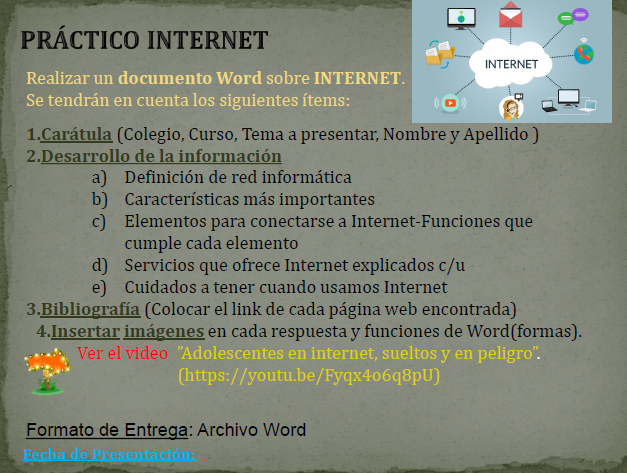 PRÁCTICO INTERNET
INTERNET
Realizar un documento Word sobre INTERNET.
Se tendrán en cuenta los siguientes ítems:
1.Carátula (Colegio, Curso, Tema a presentar, Nombre y Apellido )
2.Desarrollo de la información
a) Definición de red informática
b) Características más importantes
c) Elementos para conectarse a Internet-Funciones que
cumple cada elemento
d) Servicios que ofrece Internet explicados c/u
e) Cuidados a tener cuando usamos Internet
3.Bibliografía (Colocar el link de cada página web encontrada)
4.Insertar imágenes en cada respuesta y funciones de Word(formas).
Ver el video "Adolescentes en internet, sueltos y en peligro".
(https://youtu.be/Fyqx4o6q8pU)
Formato de Entrega: Archivo Word
Fecha de Presentación: